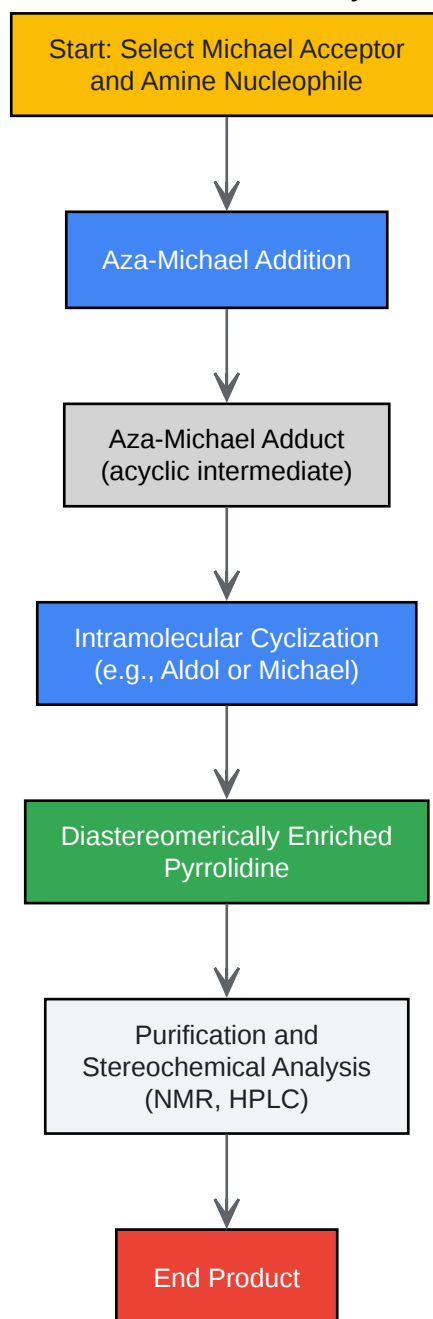 Start: Select Michael Acceptor
and Amine Nucleophile
Aza-Michael Addition
Aza-Michael Adduct
(acyclic intermediate)
Intramolecular Cyclization
(e.g., Aldol or Michael)
Diastereomerically Enriched
Pyrrolidine
Purification and
Stereochemical Analysis
(NMR, HPLC)
End Product